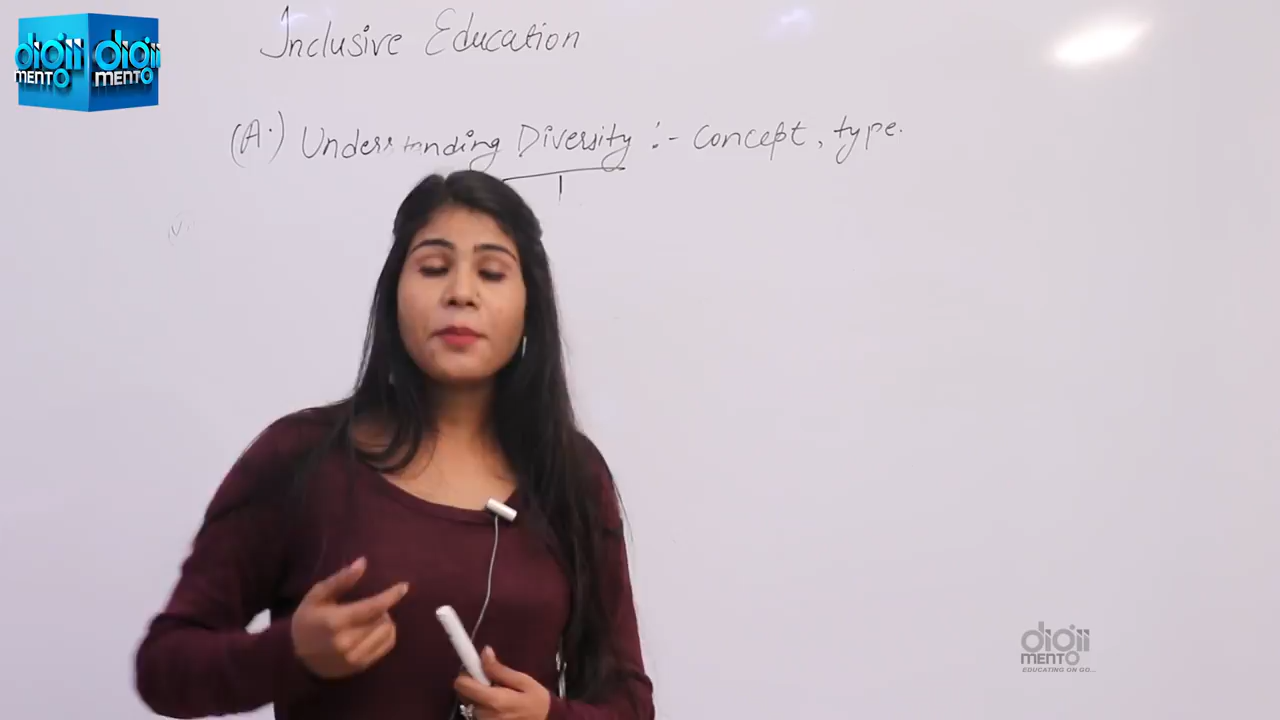 digii digii
MENTO MENTO
Inclusive Education
(A.) Understanding Diversity :- Concept, type.
digii
MENTO
EDUCATING ON GO...